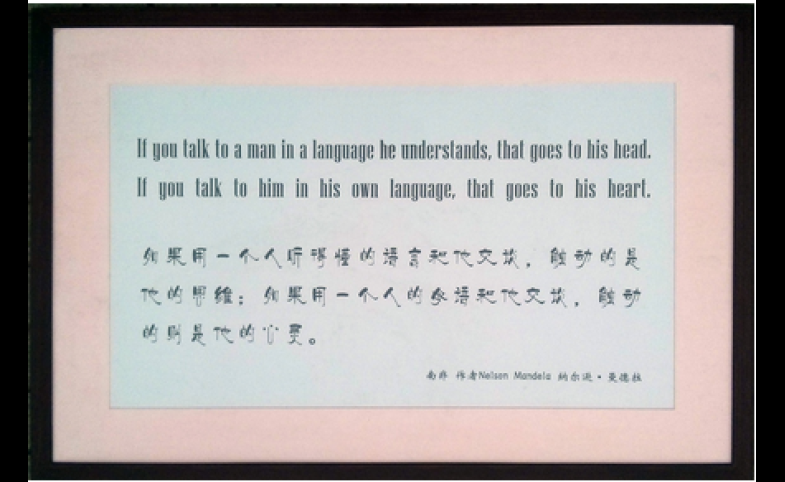 If you talk to a man in a language he understands, that goes to his head.
If you talk to him in his own language, that goes to his heart.
如果用一个人听得懂的语言和他交谈，触动的是
他的思维；如果用一个人的母语和他交谈，触动
的则是他的心灵。
南非 作者Nelson Mandela 纳尔逊·曼德拉